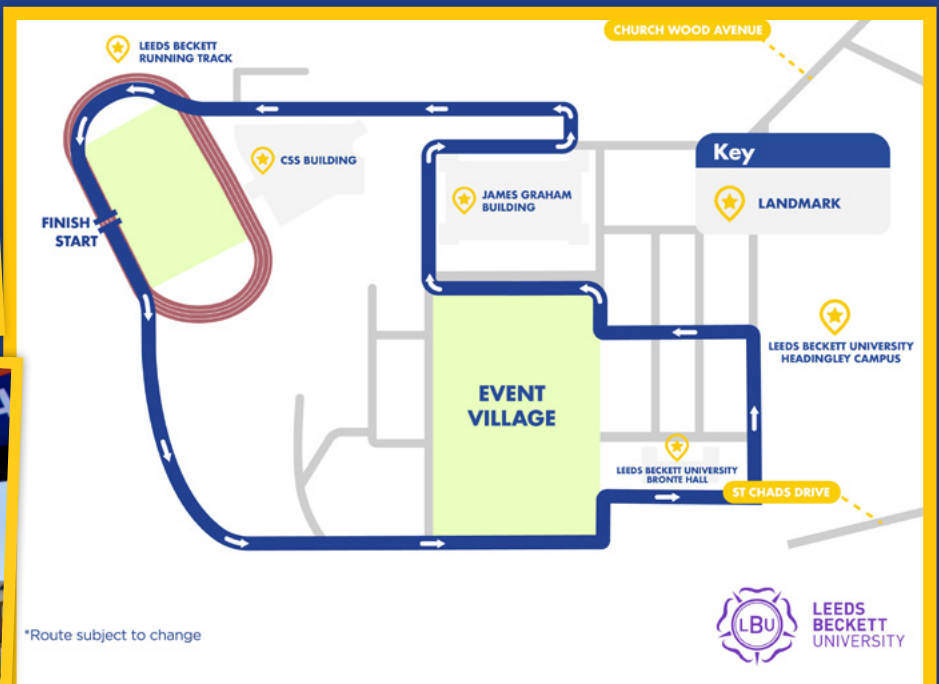 CHURCH WOOD AVENUE
LEEDS BECKETT
RUNNING TRACK
Key
LANDMARK
CSS BUILDING
JAMES GRAHAM
BUILDING
FINISH
START
LEEDS BECKETT UNIVERSITY
HEADINGLEY CAMPUS
EVENT
VILLAGE
LEEDS BECKETT UNIVERSITY
BRONTE HALL
ST CHADS DRIVE
*Route subject to change
LBU
LEEDS
BECKETT
UNIVERSITY